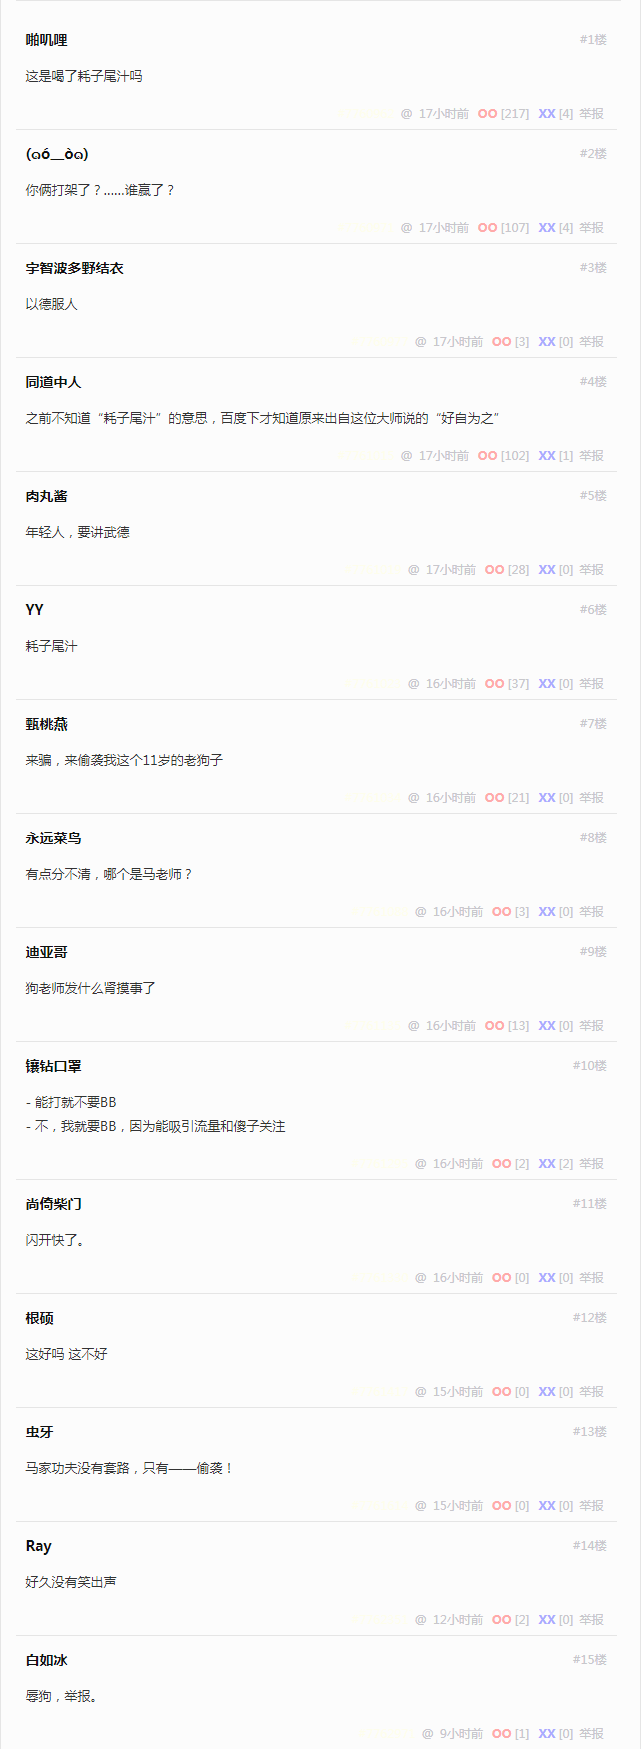 啪叽哩 #1楼
这是喝了耗子尾汁吗
@ 17小时前 OO [217] XX [4] 举报
(ฅó__òฅ) #2楼
你俩打架了？……谁赢了？
@ 17小时前 OO [107] XX [4] 举报
宇智波多野结衣 #3楼
以德服人
@ 17小时前 OO [3] XX [0] 举报
同道中人 #4楼
之前不知道“耗子尾汁”的意思，百度下才知道原来出自这位大师说的“好自为之”
@ 17小时前 OO [102] XX [1] 举报
肉丸酱 #5楼
年轻人，要讲武德
@ 17小时前 OO [28] XX [0] 举报
YY #6楼
耗子尾汁
@ 16小时前 OO [37] XX [0] 举报
甄桃燕 #7楼
来骗，来偷袭我这个11岁的老狗子
@ 16小时前 OO [21] XX [0] 举报
永远菜鸟 #8楼
有点分不清，哪个是马老师？
@ 16小时前 OO [3] XX [0] 举报
迪亚哥 #9楼
狗老师发什么肾摸事了
@ 16小时前 OO [13] XX [0] 举报
镶钻口罩 #10楼
- 能打就不要BB
- 不，我就要BB，因为能吸引流量和傻子关注
@ 16小时前 OO [2] XX [2] 举报
尚倚柴门 #11楼
闪开快了。
@ 16小时前 OO [0] XX [0] 举报
根硕 #12楼
这好吗 这不好
@ 15小时前 OO [0] XX [0] 举报
虫牙 #13楼
马家功夫没有套路，只有——偷袭！
@ 15小时前 OO [0] XX [0] 举报
Ray #14楼
好久没有笑出声
@ 12小时前 OO [2] XX [0] 举报
白如冰 #15楼
辱狗，举报。
@ 9小时前 OO [1] XX [0] 举报